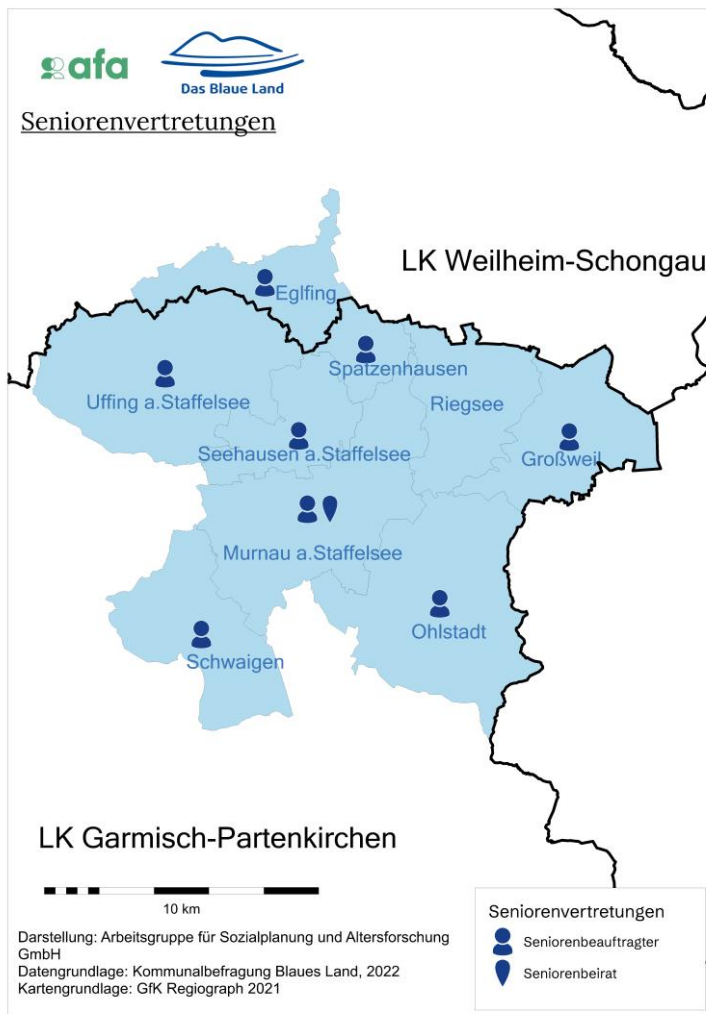 afa
Das Blaue Land
Seniorenvertretungen
LK Weilheim-Schongau
Eglfing
Spatzenhausen
Uffing a.Staffelsee
Riegsee
Seehausen a.Staffelsee
Großweil
Murnau a.Staffelsee
Ohlstadt
Schwaigen
LK Garmisch-Partenkirchen
10 km
Darstellung: Arbeitsgruppe für Sozialplanung und Altersforschung
GmbH
Datengrundlage: Kommunalbefragung Blaues Land, 2022
Kartengrundlage: GfK Regiograph 2021
Seniorenvertretungen
Seniorenbeauftragter
Seniorenbeirat